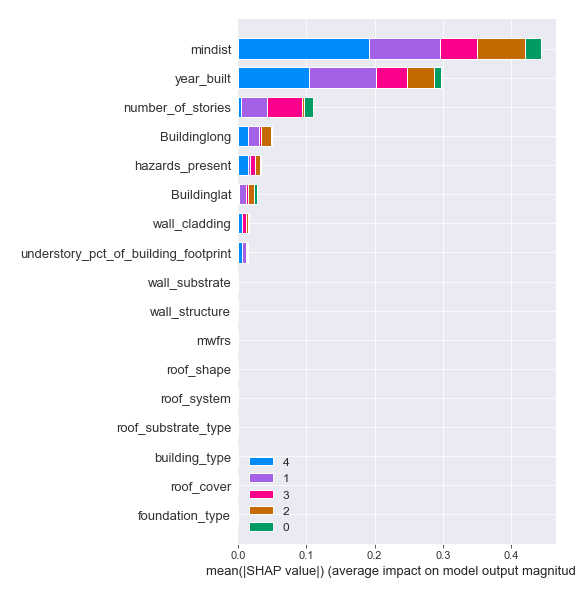 mindist
year_built
number_of_stories
Buildinglong
hazards_present
Buildinglat
wall_cladding
understory_pct_of_building_footprint
wall_substrate
wall_structure
mwfrs
roof_shape
roof_system
roof_substrate_type
building_type
roof_cover
foundation_type
4
1
3
2
0
0.0 0.1 0.2 0.3 0.4
mean(|SHAP value|) (average impact on model output magnitud